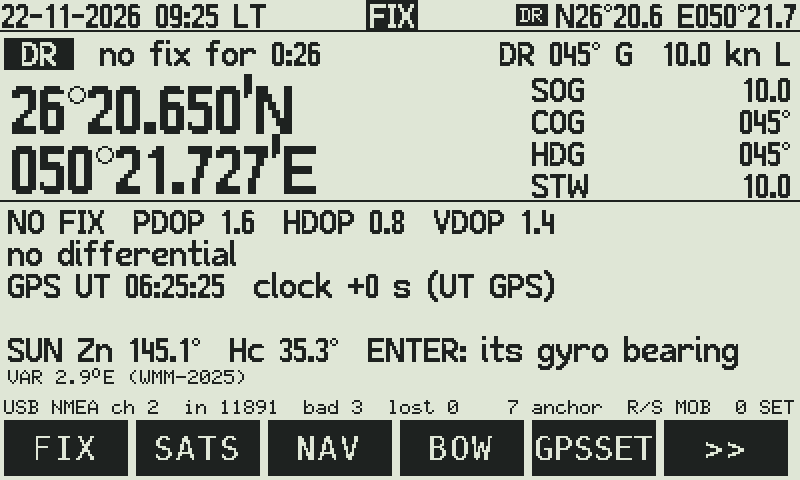 22-11-2026 09:25 LT FIX DR N26°20.6 E050°21.7
DR no fix for 0:26 DR 045° G 10.0 kn L
26°20.650'N
050°21.727'E
SOG 10.0
COG 045°
HDG 045°
STW 10.0
NO FIX PDOP 1.6 HDOP 0.8 VDOP 1.4
no differential
GPS UT 06:25:25 clock +0 s (UT GPS)
SUN Zn 145.1° Hc 35.3° ENTER: its gyro bearing
VAR 2.9°E (WMM-2025)
USB NMEA ch 2 in 11891 bad 3 lost 0 7 anchor R/S MOB 0 SET
FIX SATS NAV BOW GPSSET >>